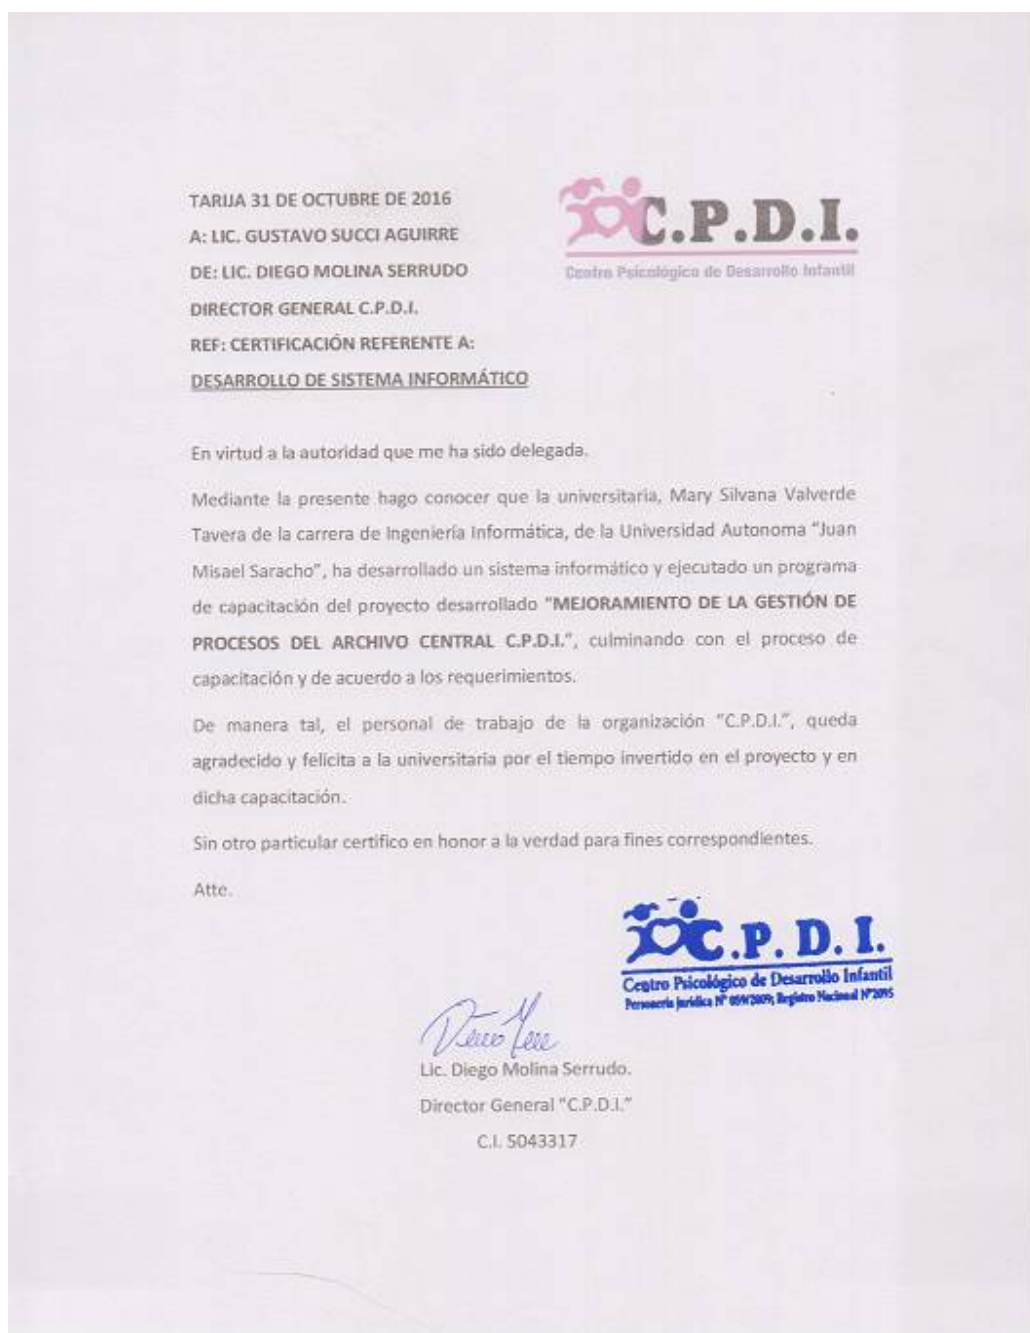 TARIJA 31 DE OCTUBRE DE 2016
A: LIC. GUSTAVO SUCCI AGUIRRE
DE: LIC. DIEGO MOLINA SERRUDO
DIRECTOR GENERAL C.P.D.I.
REF: CERTIFICACIÓN REFERENTE A:
DESARROLLO DE SISTEMA INFORMÁTICO
C.P.D.I.
Centro Psicológico de Desarrollo Infantil
En virtud a la autoridad que me ha sido delegada.
Mediante la presente hago conocer que la universitaria, Mary Silvana Valverde
Tavera de la carrera de Ingeniería Informática, de la Universidad Autonoma "Juan
Misael Saracho", ha desarrollado un sistema informático y ejecutado un programa
de capacitación del proyecto desarrollado "MEJORAMIENTO DE LA GESTIÓN DE
PROCESOS DEL ARCHIVO CENTRAL C.P.D.I.", culminando con el proceso de
capacitación y de acuerdo a los requerimientos.
De manera tal, el personal de trabajo de la organización "C.P.D.I.", queda
agradecido y felicita a la universitaria por el tiempo invertido en el proyecto y en
dicha capacitación.
Sin otro particular certifico en honor a la verdad para fines correspondientes.
Atte.
C.P.D.I.
Centro Psicológico de Desarrollo Infantil
Personería Jurídica Nº Registro Nacional Nº2095
Lic. Diego Molina Serrudo.
Director General "C.P.D.I."
C.I. 5043317